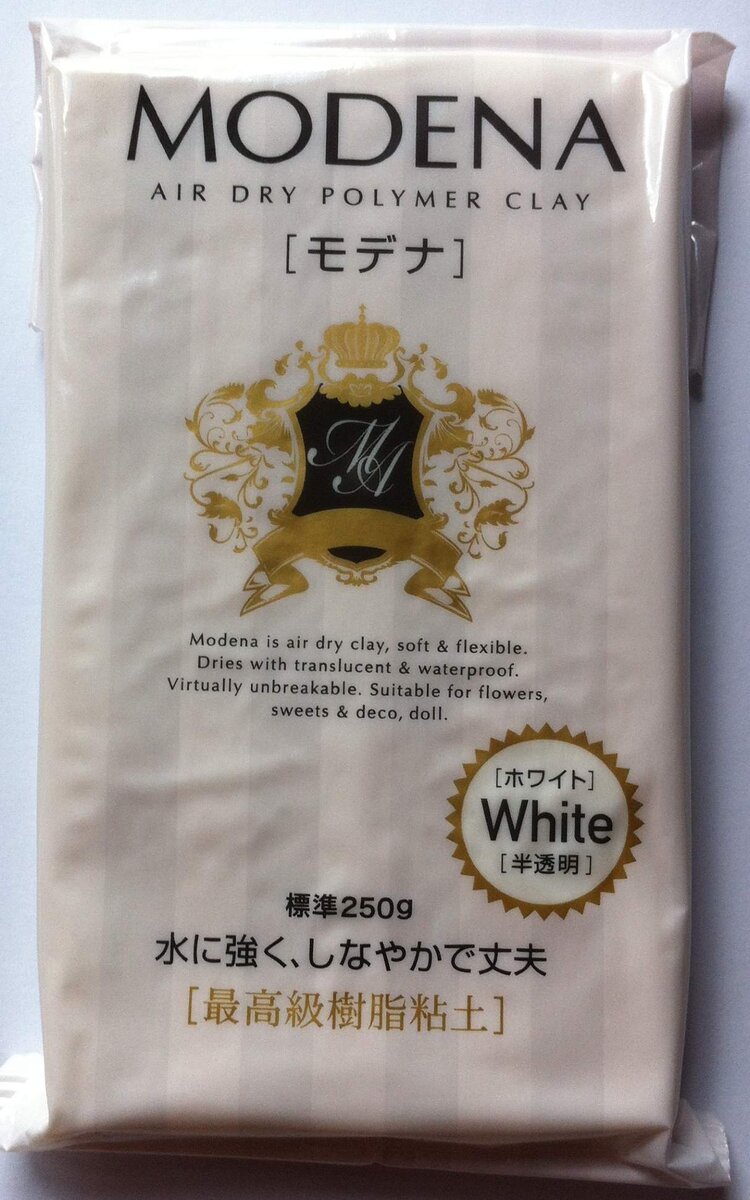 MODENA
AIR DRY POLYMER CLAY
[モデナ]
MA
Modena is air dry clay, soft & flexible.
Dries with translucent & waterproof.
Virtually unbreakable. Suitable for flowers,
sweets & deco, doll.
[ホワイト]
White
[半透明]
標準250g
水に強く、しなやかで丈夫
[最高級樹脂粘土]